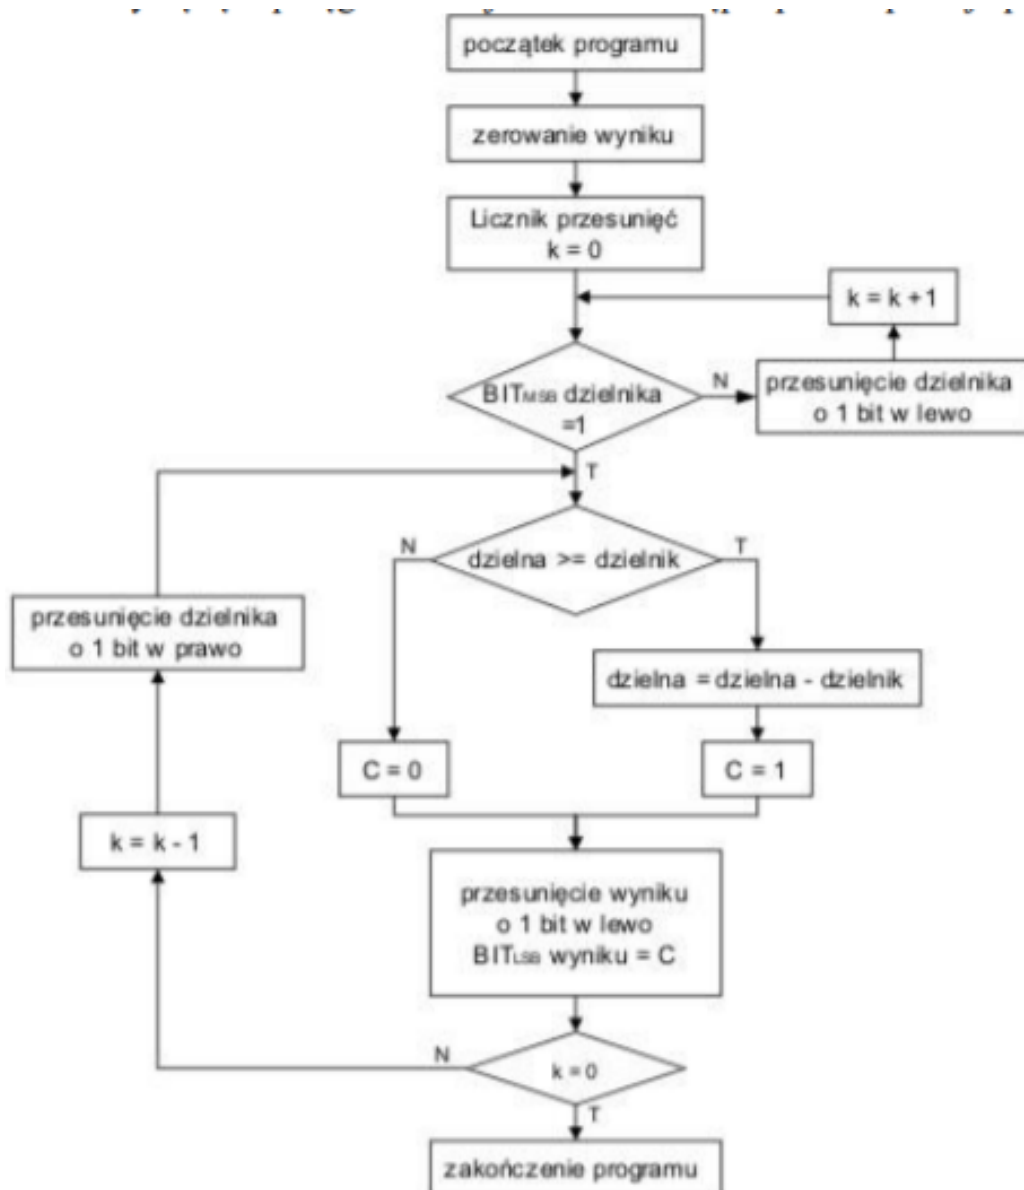 początek programu
zerowanie wyniku
Licznik przesunięć
k = 0
k = k + 1
BITMSB dzielnika
=1
N
przesunięcie dzielnika
o 1 bit w lewo
T
N
dzielna >= dzielnik
T
przesunięcie dzielnika
o 1 bit w prawo
dzielna = dzielna - dzielnik
C = 0
C = 1
k = k - 1
przesunięcie wyniku
o 1 bit w lewo
BITLSB wyniku = C
N
k = 0
T
zakończenie programu